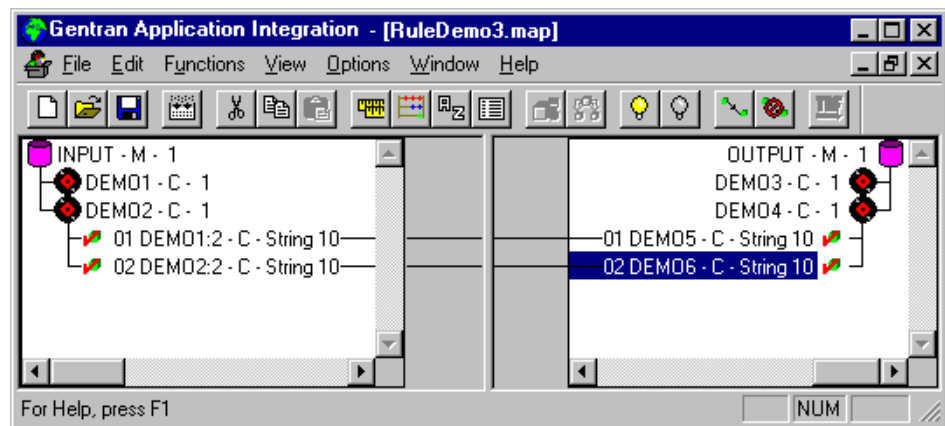 Gentran Application Integration - [RuleDemo3.map]
File Edit Functions View Options Window Help
INPUT - M - 1
DEMO1 - C - 1
DEMO2 - C - 1
01 DEMO1:2 - C - String 10
02 DEMO2:2 - C - String 10
OUTPUT - M - 1
DEMO3 - C - 1
DEMO4 - C - 1
01 DEMO5 - C - String 10
02 DEMO6 - C - String 10
For Help, press F1
NUM